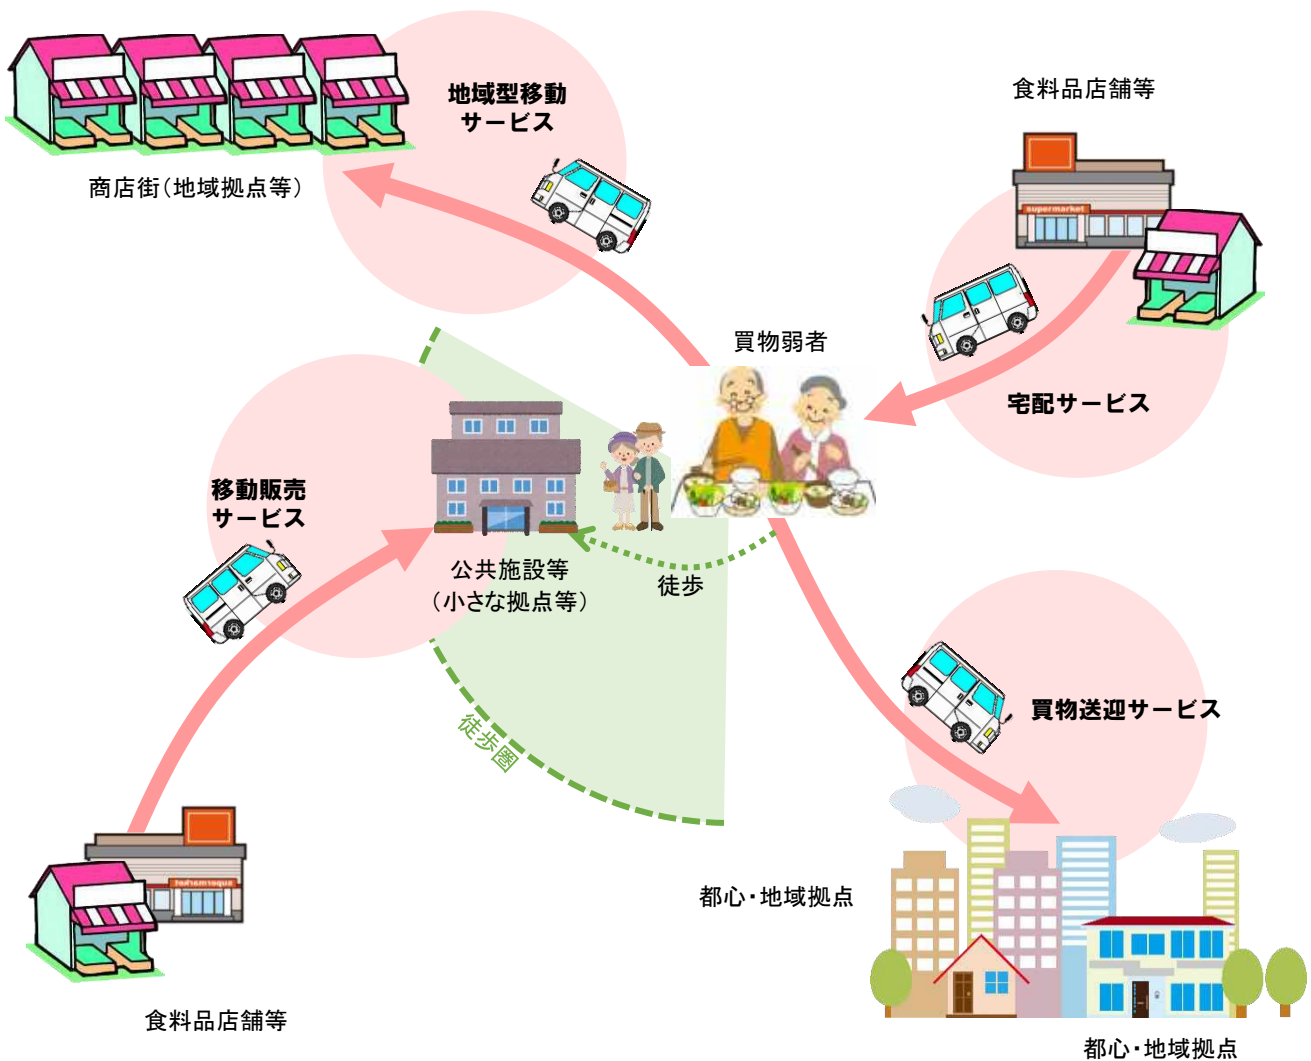 地域型移動
サービス
食料品店舗等
商店街(地域拠点等)
supermarket
買物弱者
宅配サービス
移動販売
サービス
公共施設等
(小さな拠点等)
徒歩
徒歩圏
買物送迎サービス
supermarket
都心・地域拠点
食料品店舗等
都心・地域拠点